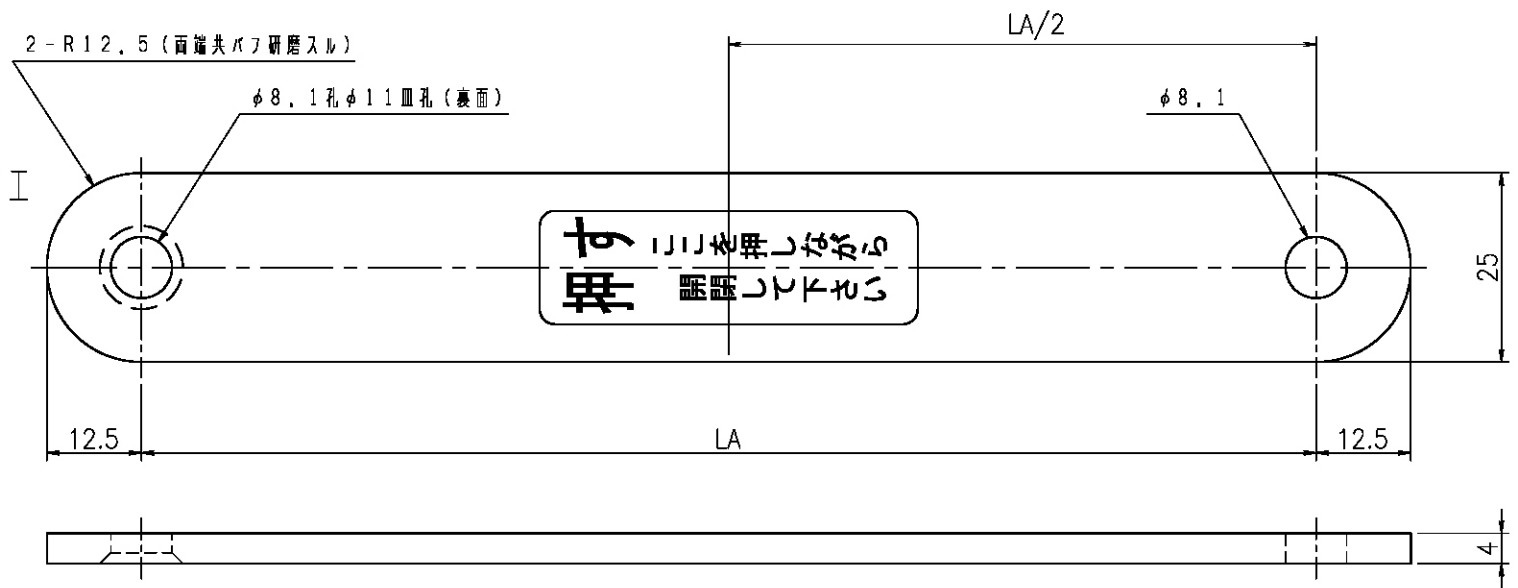 LA/2
2-R12.5(両端共バフ研磨スル)
φ8.1孔φ11皿孔(裏面)
φ8.1
押す
ここを押しながら
開閉して下さい
25
12.5
LA
12.5
4